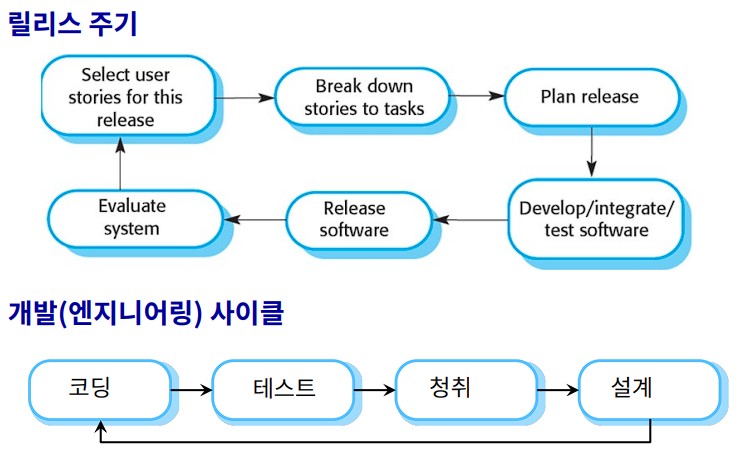 릴리스 주기
Select user
stories for this
release
Break down
stories to tasks
Plan release
Evaluate
system
Release
software
Develop/integrate/
test software
개발(엔지니어링) 사이클
코딩
테스트
청취
설계